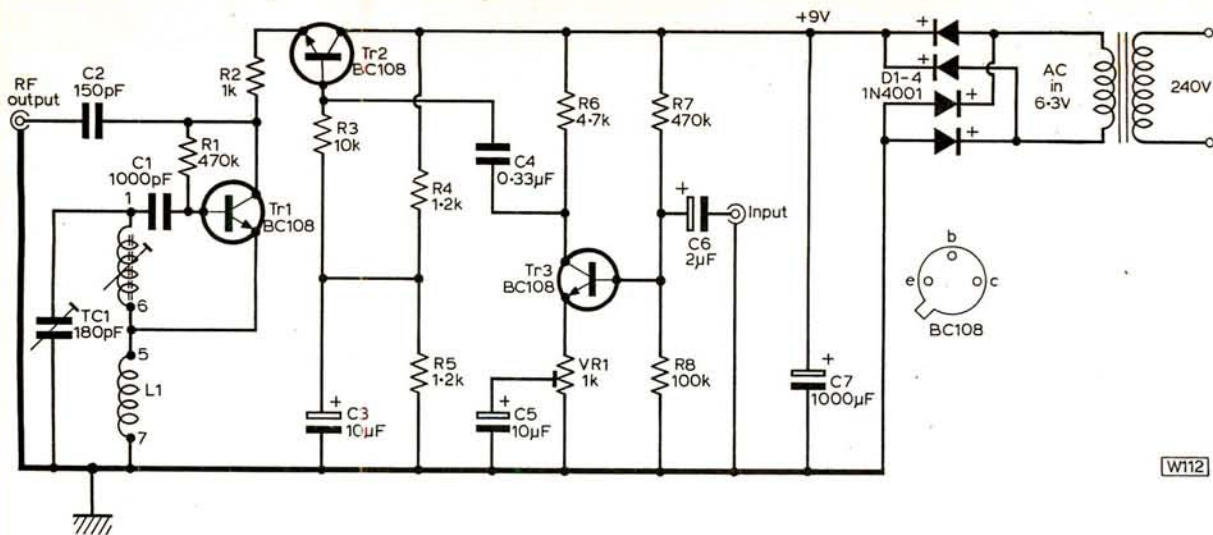 RF
output
C2
150pF
R2
1k
Tr2
BC108
R1
470k
C1
1000pF
1
Tr1
BC108
6
TC1
180pF
5
L1
7
R3
10k
C4
0·33µF
R4
1·2k
R5
1·2k
+
C3
10µF
R6
4·7k
R7
470k
+
C6
2µF
Input
Tr3
BC108
VR1
1k
+
C5
10µF
R8
100k
+9V
+
C7
1000µF
+
+
D1-4
1N4001
+
+
AC
in
6·3V
240V
b
e
c
BC108
W112